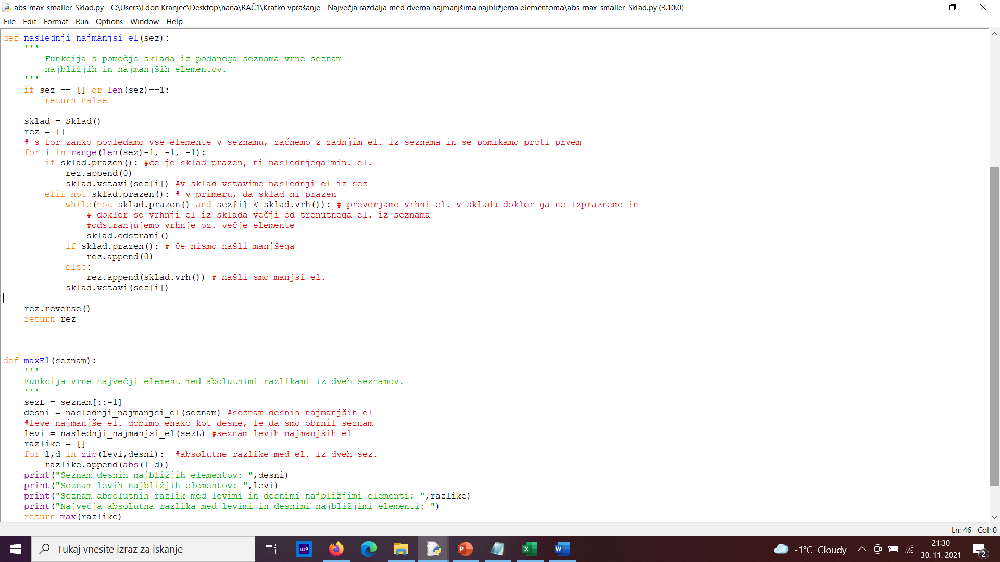 abs_max_smaller_Sklad.py - C:\Users\Ldon Kranjec\Desktop\hana\RAČ1\Kratko vprašanje _ Največja razdalja med dvema najmanjšima najbližjema elementoma\abs_max_smaller_Sklad.py (3.10.0)
File Edit Format Run Options Window Help
def naslednji_najmanjsi_el(sez):
    '''
        Funkcija s pomočjo sklada iz podanega seznama vrne seznam
        najbližjih in najmanjših elementov.
    '''
    if sez == [] or len(sez)==1:
        return False
    sklad = Sklad()
    rez = []
    # s for zanko pogledamo vse elemente v seznamu, začnemo z zadnjim el. iz seznama in se pomikamo proti prvem
    for i in range(len(sez)-1, -1, -1):
        if sklad.prazen(): #če je sklad prazen, ni naslednjega min. el.
            rez.append(0)
            sklad.vstavi(sez[i]) #v sklad vstavimo naslednji el iz sez
        elif not sklad.prazen(): # v primeru, da sklad ni prazen
            while(not sklad.prazen() and sez[i] < sklad.vrh()): # preverjamo vrhni el. v skladu dokler ga ne izpraznemo in
                # dokler so vrhnji el iz sklada večji od trenutnega el. iz seznama
                #odstranjujemo vrhnje oz. večje elemente
                sklad.odstrani()
            if sklad.prazen(): # če nismo našli manjšega
                rez.append(0)
            else:
                rez.append(sklad.vrh()) # našli smo manjši el.
            sklad.vstavi(sez[i])
    rez.reverse()
    return rez
def maxEl(seznam):
    '''
    Funkcija vrne največji element med abolutnimi razlikami iz dveh seznamov.
    '''
    sezL = seznam[::-1]
    desni = naslednji_najmanjsi_el(seznam) #seznam desnih najmanjših el
    #leve najmanjše el. dobimo enako kot desne, le da smo obrnil seznam
    levi = naslednji_najmanjsi_el(sezL) #seznam levih najmanjših el
    razlike = []
    for l,d in zip(levi,desni):  #absolutne razlike med el. iz dveh sez.
        razlike.append(abs(l-d))
    print("Seznam desnih najbližjih elementov: ",desni)
    print("Seznam levih najbližjih elementov: ",levi)
    print("Seznam absolutnih razlik med levimi in desnimi najbližjimi elementi: ",razlike)
    print("Največja absolutna razlika med levimi in desnimi najbližjimi elementi: ")
    return max(razlike)
Ln: 46 Col: 0
Tukaj vnesite izraz za iskanje
NLB
P
X
W
-1°C Cloudy
21:30
30. 11. 2021
2